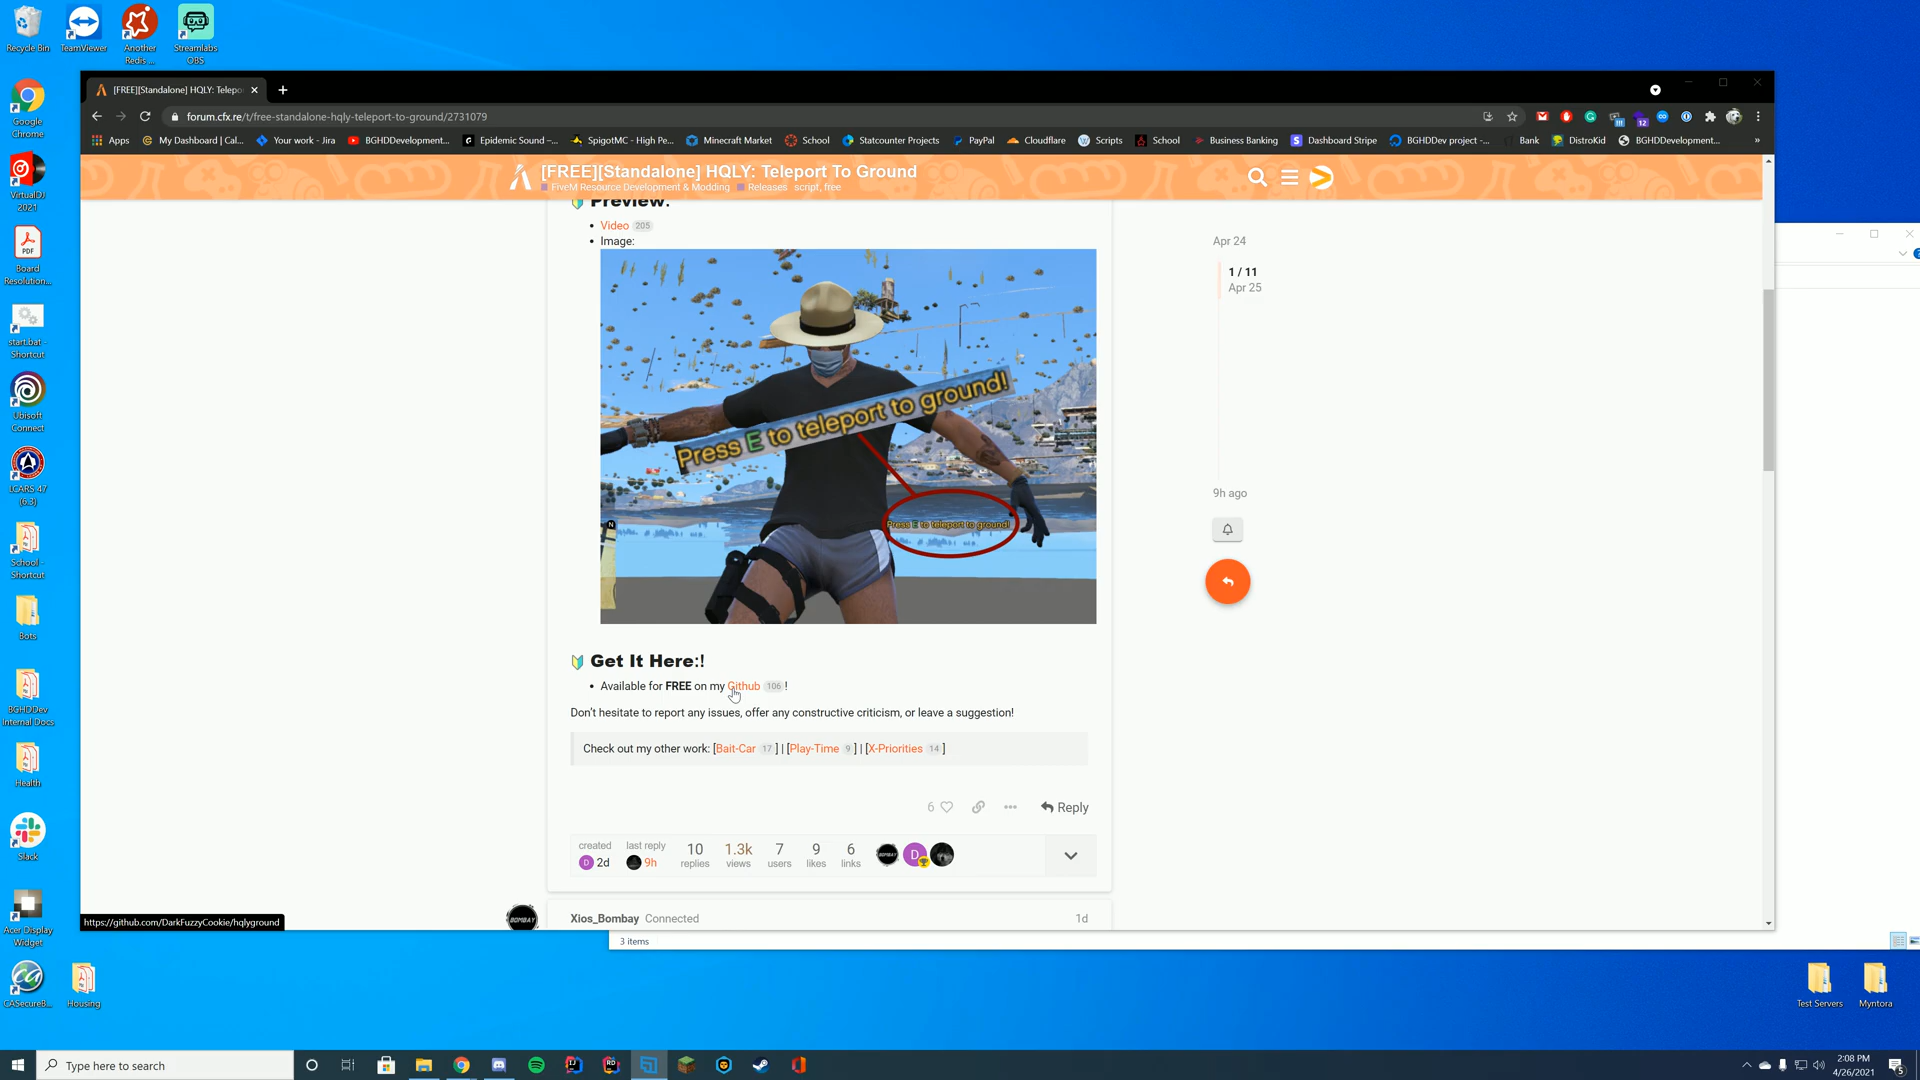 Recycle Bin
TeamViewer
Another
Redis ...
Streamlabs
OBS
Google
Chrome
VirtualDJ
2021
Board
Resolution...
start.bat -
Shortcut
Ubisoft
Connect
LCARS 47
(6.3)
School -
Shortcut
Bots
BGHDDev
Internal Docs
Health
Slack
Acer Display
Widget
CASecureB...
Housing
[FREE][Standalone] HQLY: Telepo
forum.cfx.re/t/free-standalone-hqly-teleport-to-ground/2731079
Apps
My Dashboard | Cal...
Your work - Jira
BGHDDevelopment...
Epidemic Sound –...
SpigotMC - High Pe...
Minecraft Market
School
Statcounter Projects
PayPal
Cloudflare
Scripts
School
Business Banking
Dashboard Stripe
BGHDDev project -...
Bank
DistroKid
BGHDDevelopment...
»
[FREE][Standalone] HQLY: Teleport To Ground
FiveM Resource Development & Modding Releases script, free
Preview:
• Video 205
• Image:
Press E to teleport to ground!
Press E to teleport to ground!
N
Get It Here:!
• Available for FREE on my Github 106 !
Don't hesitate to report any issues, offer any constructive criticism, or leave a suggestion!
Check out my other work: [Bait-Car 17 ] | [Play-Time 9 ] | [X-Priorities 14 ]
6
Reply
created
D 2d
last reply
9h
10
replies
1.3k
views
7
users
9
likes
6
links
BOMBAY
D
BOMBAY
Xios_Bombay Connected
1d
Apr 24
1 / 11
Apr 25
9h ago
https://github.com/DarkFuzzyCookie/hqlyground
3 items
Test Servers
Myntora
Type here to search
2:08 PM
4/26/2021
5